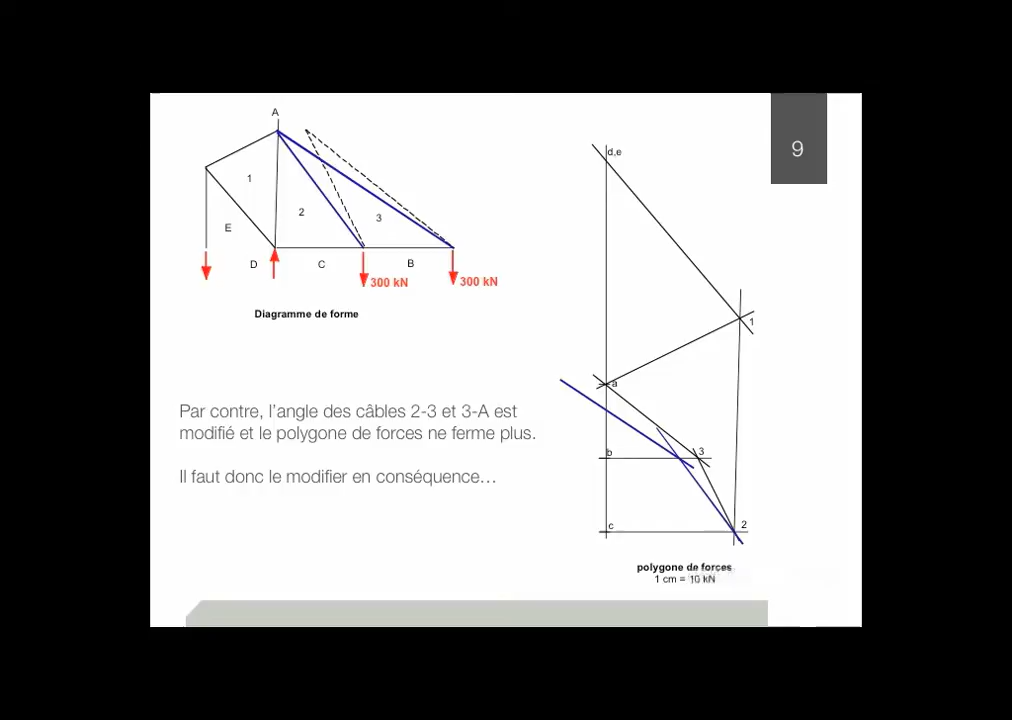 9
A
1
2
3
E
D
C
B
300 kN
300 kN
Diagramme de forme
Par contre, l’angle des câbles 2-3 et 3-A est
modifié et le polygone de forces ne ferme plus.
Il faut donc le modifier en conséquence…
d,e
1
a
b
3
c
2
polygone de forces
1 cm = 10 kN